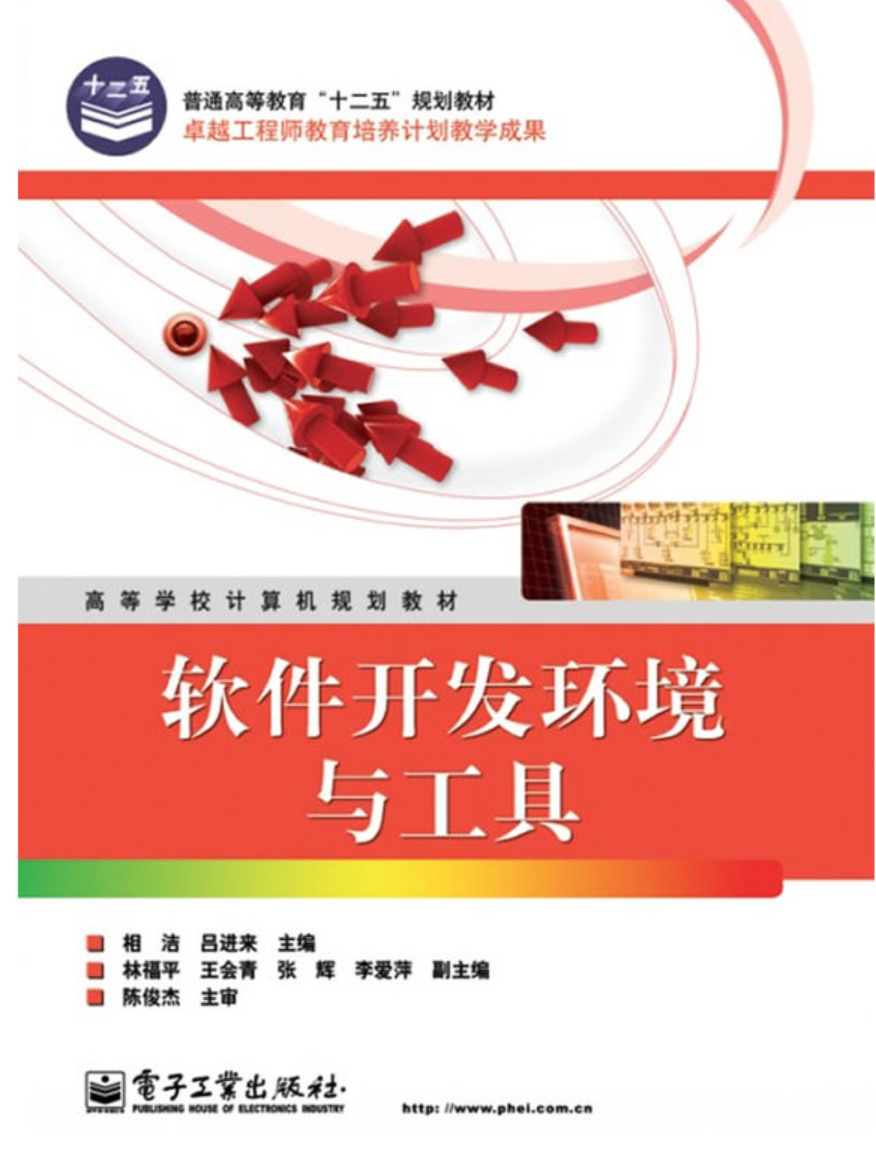 十二五
普通高等教育“十二五”规划教材
卓越工程师教育培养计划教学成果
高等学校计算机规划教材
软件开发环境
与工具
相 洁 吕进来 主编
林福平 王会青 张 辉 李爱萍 副主编
陈俊杰 主审
電子工業出版社·
PUBLISHING HOUSE OF ELECTRONICS INDUSTRY
http: //www.phei.com.cn